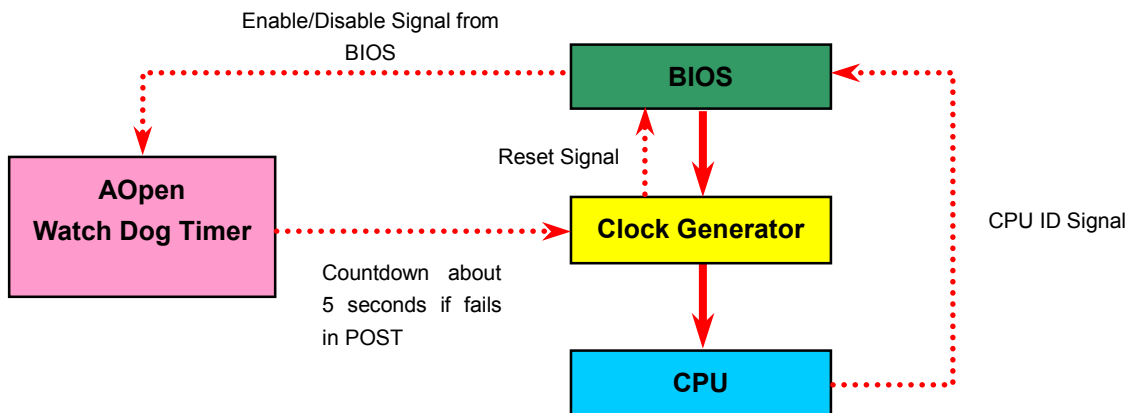 Enable/Disable Signal from
BIOS
BIOS
Reset Signal
AOpen
Watch Dog Timer
Clock Generator
CPU ID Signal
Countdown about
5 seconds if fails
in POST
CPU